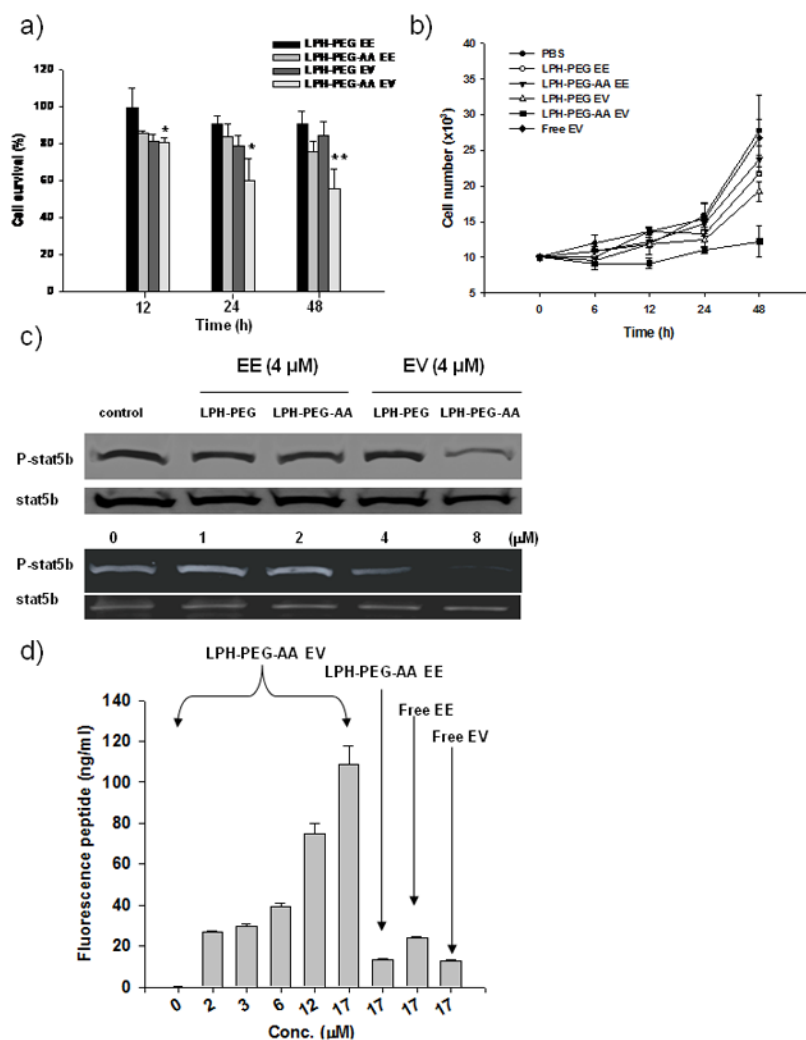 a)
LPH-PEG EE
LPH-PEG-AA EE
LPH-PEG EV
LPH-PEG-AA EV
120
100
80
60
40
20
0
Cell survival (%)
*
*
**
12
24
48
Time (h)
b)
PBS
LPH-PEG EE
LPH-PEG-AA EE
LPH-PEG EV
LPH-PEG-AA EV
Free EV
35
30
25
20
15
10
5
Cell number (x10³)
0
6
12
24
48
Time (h)
c)
EE (4 µM)
EV (4 µM)
control
LPH-PEG
LPH-PEG-AA
LPH-PEG
LPH-PEG-AA
P-stat5b
stat5b
0
1
2
4
8
(µM)
P-stat5b
stat5b
d)
LPH-PEG-AA EV
LPH-PEG-AA EE
Free EE
Free EV
140
120
100
80
60
40
20
0
Fluorescence peptide (ng/ml)
0
2
3
6
12
17
17
17
17
Conc. (µM)